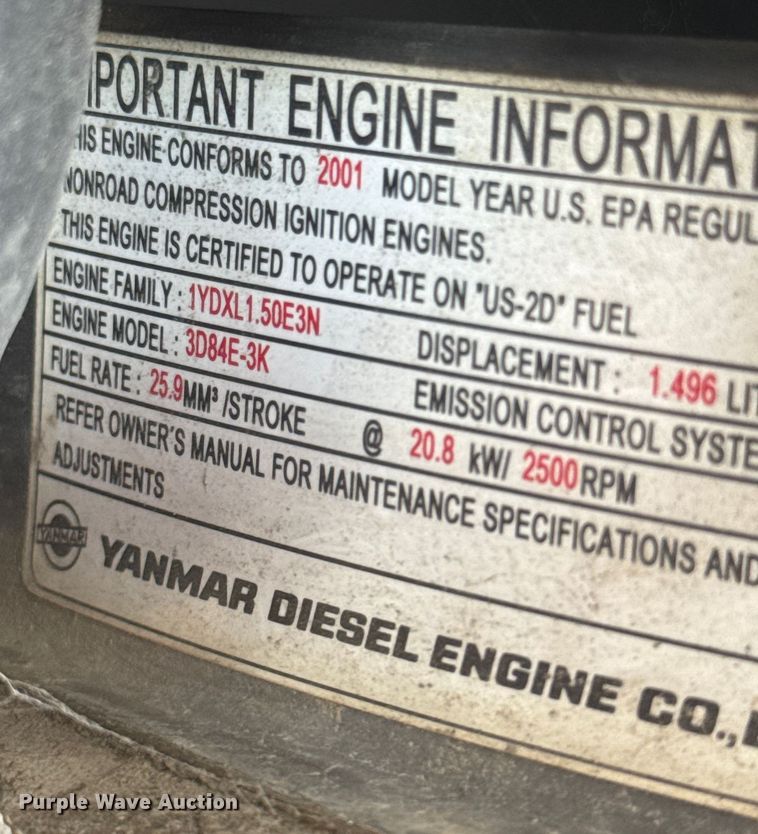 IMPORTANT ENGINE INFORMAT
HIS ENGINE CONFORMS TO 2001 MODEL YEAR U.S. EPA REGUL
NONROAD COMPRESSION IGNITION ENGINES.
THIS ENGINE IS CERTIFIED TO OPERATE ON "US-2D" FUEL
ENGINE FAMILY : 1YDXL1.50E3N DISPLACEMENT : 1.496 LIT
ENGINE MODEL : 3D84E-3K EMISSION CONTROL SYSTE
FUEL RATE : 25.9MM³ /STROKE @ 20.8 kW/ 2500RPM
REFER OWNER'S MANUAL FOR MAINTENANCE SPECIFICATIONS AND
ADJUSTMENTS
YANMAR
YANMAR DIESEL ENGINE CO.,
Purple Wave Auction